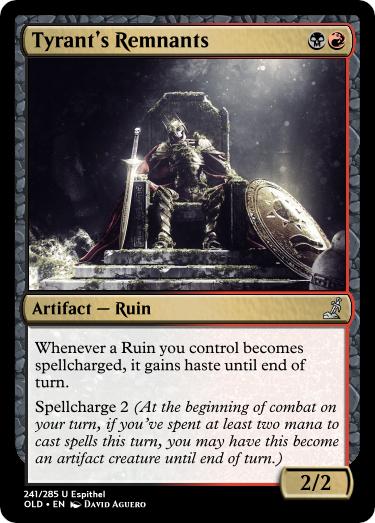 Tyrant's Remnants
Artifact — Ruin
Whenever a Ruin you control becomes
spellcharged, it gains haste until end of
turn.
Spellcharge 2 (At the beginning of combat on
your turn, if you've spent at least two mana to
cast spells this turn, you may have this become
an artifact creature until end of turn.)
2/2
241/285 U Espithel
OLD • EN David Aguero